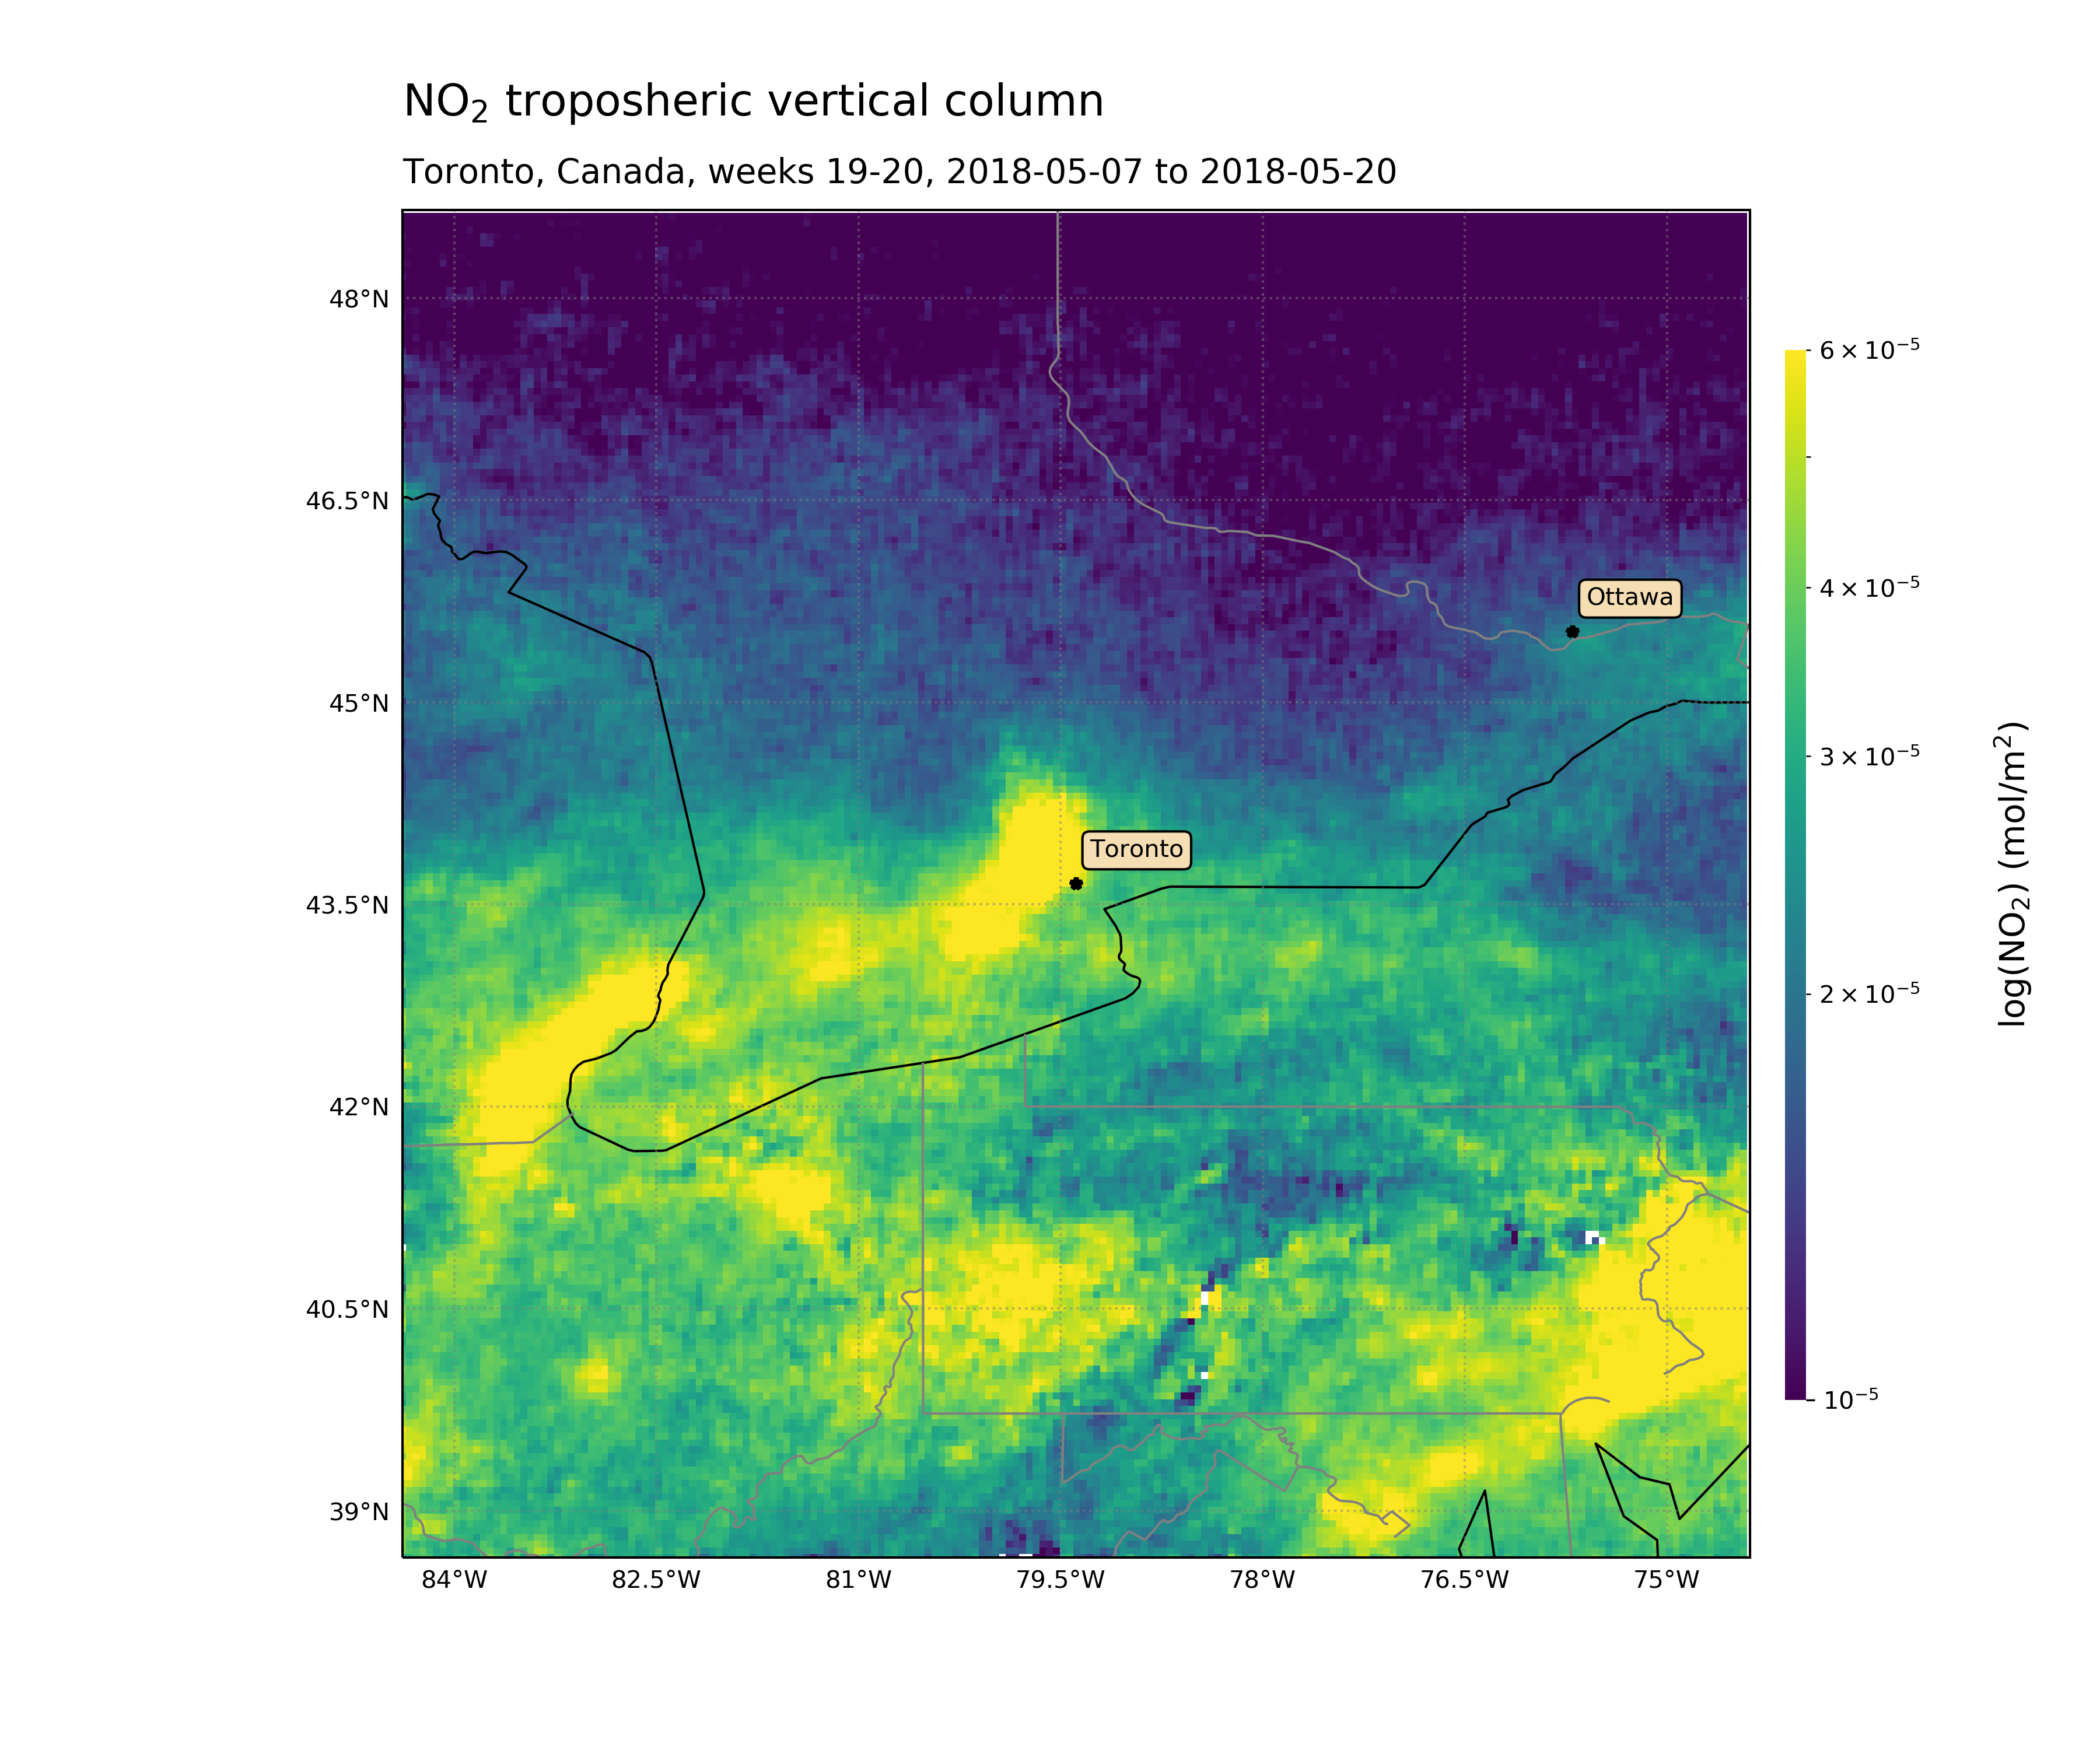 NO₂ troposheric vertical column
Toronto, Canada, weeks 19-20, 2018-05-07 to 2018-05-20
48°N
46.5°N
45°N
43.5°N
42°N
40.5°N
39°N
84°W
82.5°W
81°W
79.5°W
78°W
76.5°W
75°W
Ottawa
Toronto
6 × 10⁻⁵
4 × 10⁻⁵
3 × 10⁻⁵
2 × 10⁻⁵
10⁻⁵
log(NO₂) (mol/m²)